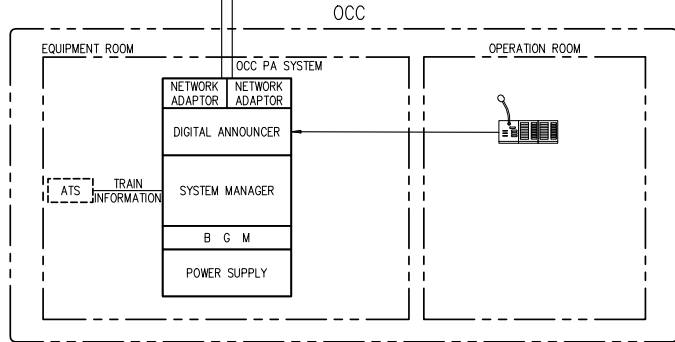 OCC
EQUIPMENT ROOM
OPERATION ROOM
OCC PA SYSTEM
NETWORK ADAPTOR
NETWORK ADAPTOR
DIGITAL ANNOUNCER
ATS
TRAIN
INFORMATION
SYSTEM MANAGER
B G M
POWER SUPPLY